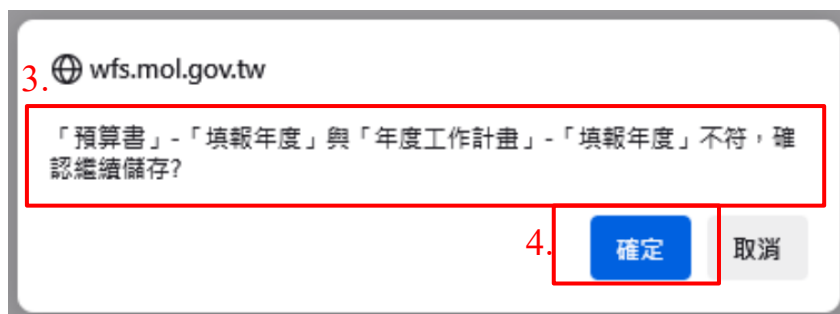 3.
wfs.mol.gov.tw
「預算書」-「填報年度」與「年度工作計畫」-「填報年度」不符，確
認繼續儲存?
4.
確定
取消